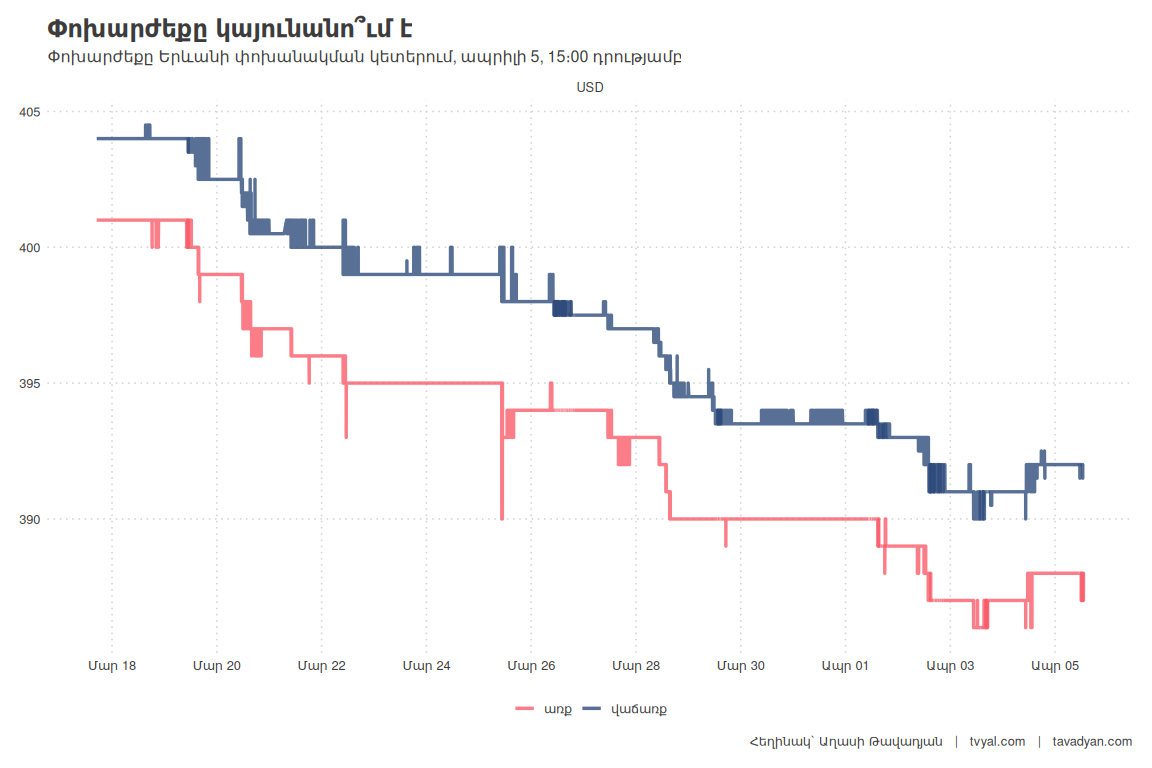 Փոխարժեքը կայունանո՞ւմ է
Փոխարժեքը Երևանի փոխանակման կետերում, ապրիլի 5, 15:00 դրությամբ
USD
405
400
395
390
Մար 18 Մար 20 Մար 22 Մար 24 Մար 26 Մար 28 Մար 30 Ապր 01 Ապր 03 Ապր 05
առք վաճառք
Հեղինակ՝ Աղասի Թավադյան | tvyal.com | tavadyan.com